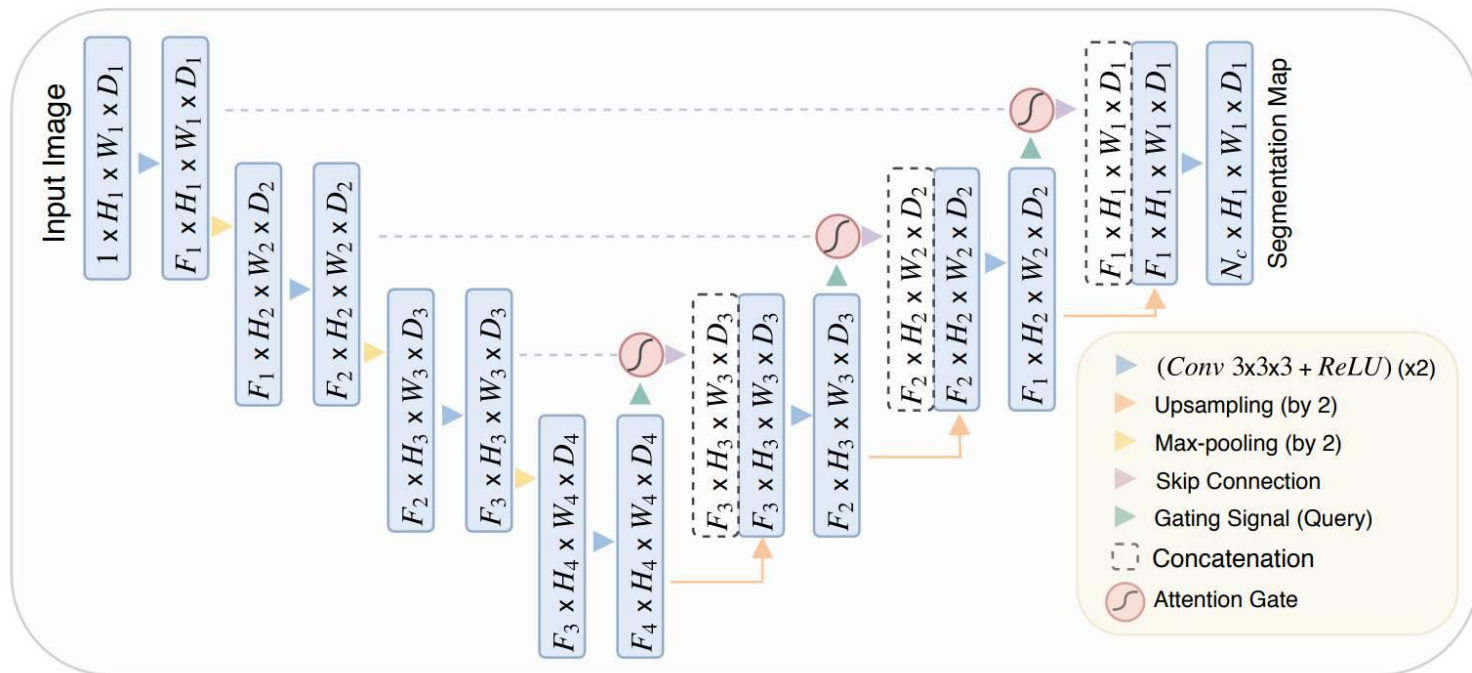 Input Image
1 x H₁ x W₁ x D₁
F₁ x H₁ x W₁ x D₁
F₁ x H₂ x W₂ x D₂
F₂ x H₂ x W₂ x D₂
F₂ x H₃ x W₃ x D₃
F₃ x H₃ x W₃ x D₃
F₃ x H₄ x W₄ x D₄
F₄ x H₄ x W₄ x D₄
F₃ x H₃ x W₃ x D₃
F₃ x H₃ x W₃ x D₃
F₂ x H₃ x W₃ x D₃
F₂ x H₂ x W₂ x D₂
F₂ x H₂ x W₂ x D₂
F₁ x H₂ x W₂ x D₂
F₁ x H₁ x W₁ x D₁
F₁ x H₁ x W₁ x D₁
N_c x H₁ x W₁ x D₁
Segmentation Map
(Conv 3x3x3 + ReLU) (x2)
Upsampling (by 2)
Max-pooling (by 2)
Skip Connection
Gating Signal (Query)
Concatenation
Attention Gate